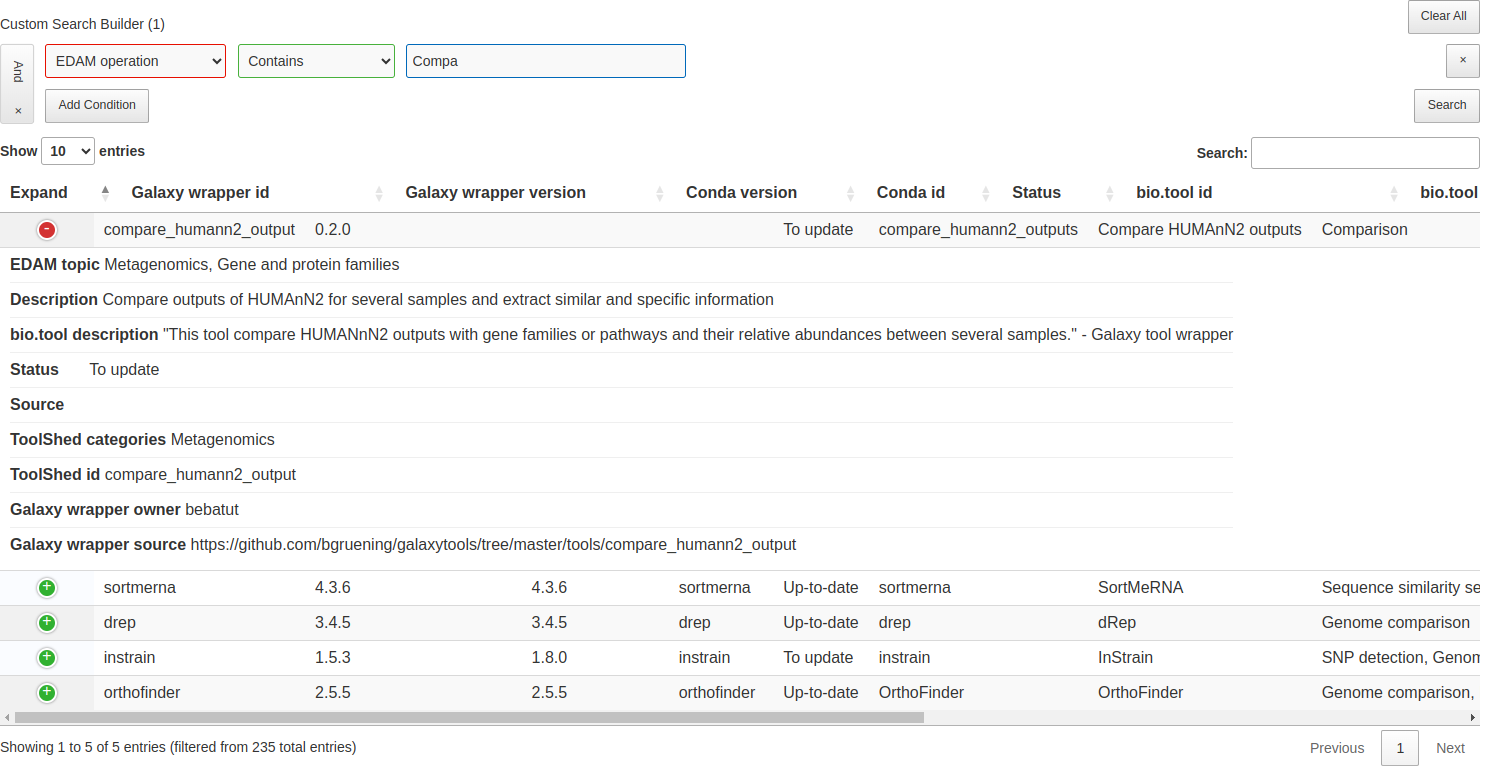 Custom Search Builder (1)
Clear All
And
×
EDAM operation
Contains
Compa
×
Add Condition
Search
Show 10 entries
Search:
Expand Galaxy wrapper id Galaxy wrapper version Conda version Conda id Status bio.tool id bio.tool
- compare_humann2_output 0.2.0 To update compare_humann2_outputs Compare HUMAnN2 outputs Comparison
EDAM topic Metagenomics, Gene and protein families
Description Compare outputs of HUMAnN2 for several samples and extract similar and specific information
bio.tool description "This tool compare HUMANnN2 outputs with gene families or pathways and their relative abundances between several samples." - Galaxy tool wrapper
Status To update
Source
ToolShed categories Metagenomics
ToolShed id compare_humann2_output
Galaxy wrapper owner bebatut
Galaxy wrapper source https://github.com/bgruening/galaxytools/tree/master/tools/compare_humann2_output
+ sortmerna 4.3.6 4.3.6 sortmerna Up-to-date sortmerna SortMeRNA Sequence similarity se
+ drep 3.4.5 3.4.5 drep Up-to-date drep dRep Genome comparison
+ instrain 1.5.3 1.8.0 instrain To update instrain InStrain SNP detection, Genom
+ orthofinder 2.5.5 2.5.5 orthofinder Up-to-date OrthoFinder OrthoFinder Genome comparison,
Showing 1 to 5 of 5 entries (filtered from 235 total entries)
Previous 1 Next